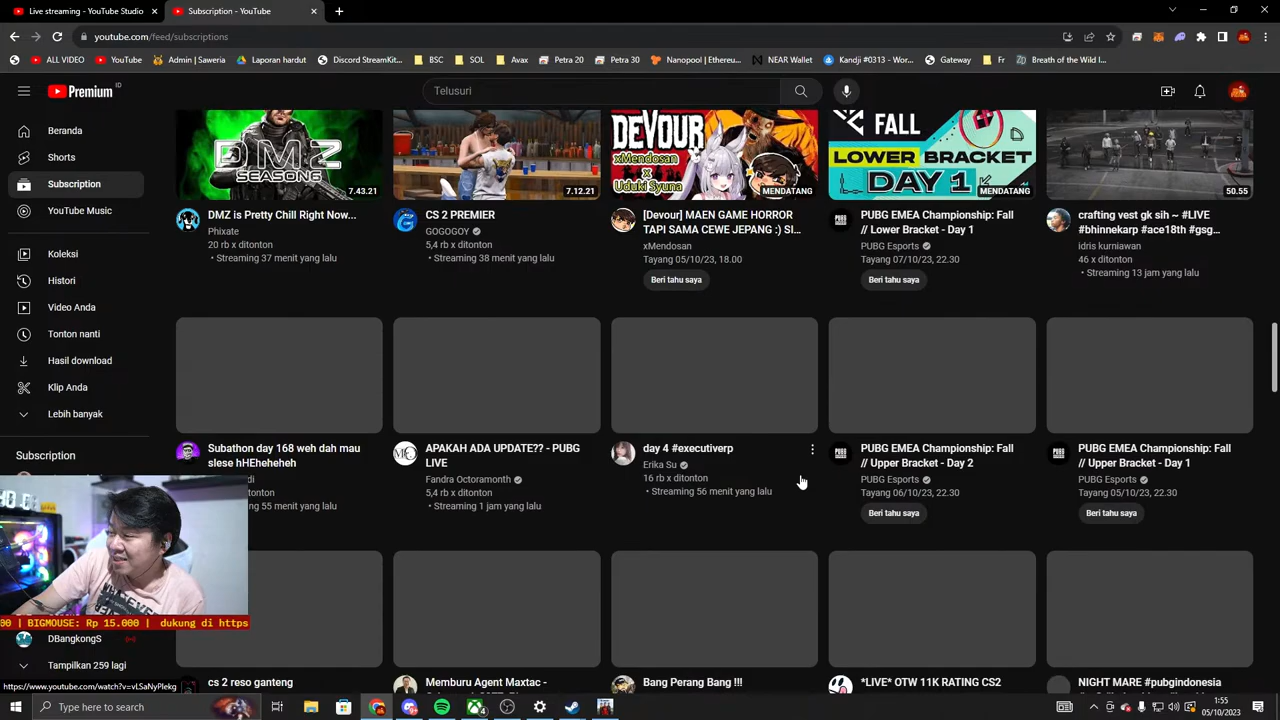 Live streaming - YouTube Studio
Subscription - YouTube
youtube.com/feed/subscriptions
ALL VIDEO
YouTube
Admin | Saweria
Laporan hardut
Discord StreamKit...
BSC
SOL
Avax
Petra 20
Petra 30
Nanopool | Ethereu...
NEAR Wallet
Kandji #0313 - Wor...
Gateway
Fr
Breath of the Wild I...
Premium ID
Telusuri
Beranda
Shorts
Subscription
YouTube Music
Koleksi
Histori
Video Anda
Tonton nanti
Hasil download
Klip Anda
Lebih banyak
Subscription
DBangkongS
Tampilkan 259 lagi
DMZ
SEASON6
7.43.21
DMZ is Pretty Chill Right Now...
Phixate
20 rb x ditonton
• Streaming 37 menit yang lalu
7.12.21
CS 2 PREMIER
GOGOGOY
5,4 rb x ditonton
• Streaming 38 menit yang lalu
DEVOUR
xMendosan
x
Uduki Syuna
MENDATANG
[Devour] MAEN GAME HORROR
TAPI SAMA CEWE JEPANG :) SI...
xMendosan
Tayang 05/10/23, 18.00
Beri tahu saya
FALL
LOWER BRACKET
DAY 1
MENDATANG
PUBG EMEA Championship: Fall
// Lower Bracket - Day 1
PUBG Esports
Tayang 07/10/23, 22.30
Beri tahu saya
50.55
crafting vest gk sih ~ #LIVE
#bhinnekarp #ace18th #gsg...
idris kurniawan
46 x ditonton
• Streaming 13 jam yang lalu
Subathon day 168 weh dah mau
slese hHEheheheh
di
x ditonton
55 menit yang lalu
APAKAH ADA UPDATE?? - PUBG
LIVE
Fandra Octoramonth
5,4 rb x ditonton
• Streaming 1 jam yang lalu
day 4 #executiverp
Erika Su
16 rb x ditonton
• Streaming 56 menit yang lalu
PUBG EMEA Championship: Fall
// Upper Bracket - Day 2
PUBG Esports
Tayang 06/10/23, 22.30
Beri tahu saya
PUBG EMEA Championship: Fall
// Upper Bracket - Day 1
PUBG Esports
Tayang 05/10/23, 22.30
Beri tahu saya
00 | BIGMOUSE: Rp 15.000 | dukung di https
cs 2 reso ganteng
Memburu Agent Maxtac -
Bang Perang Bang !!!
*LIVE* OTW 11K RATING CS2
NIGHT MARE #pubgindonesia
https://www.youtube.com/watch?v=vLSaNyPlekg
Type here to search
1:55
05/10/2023